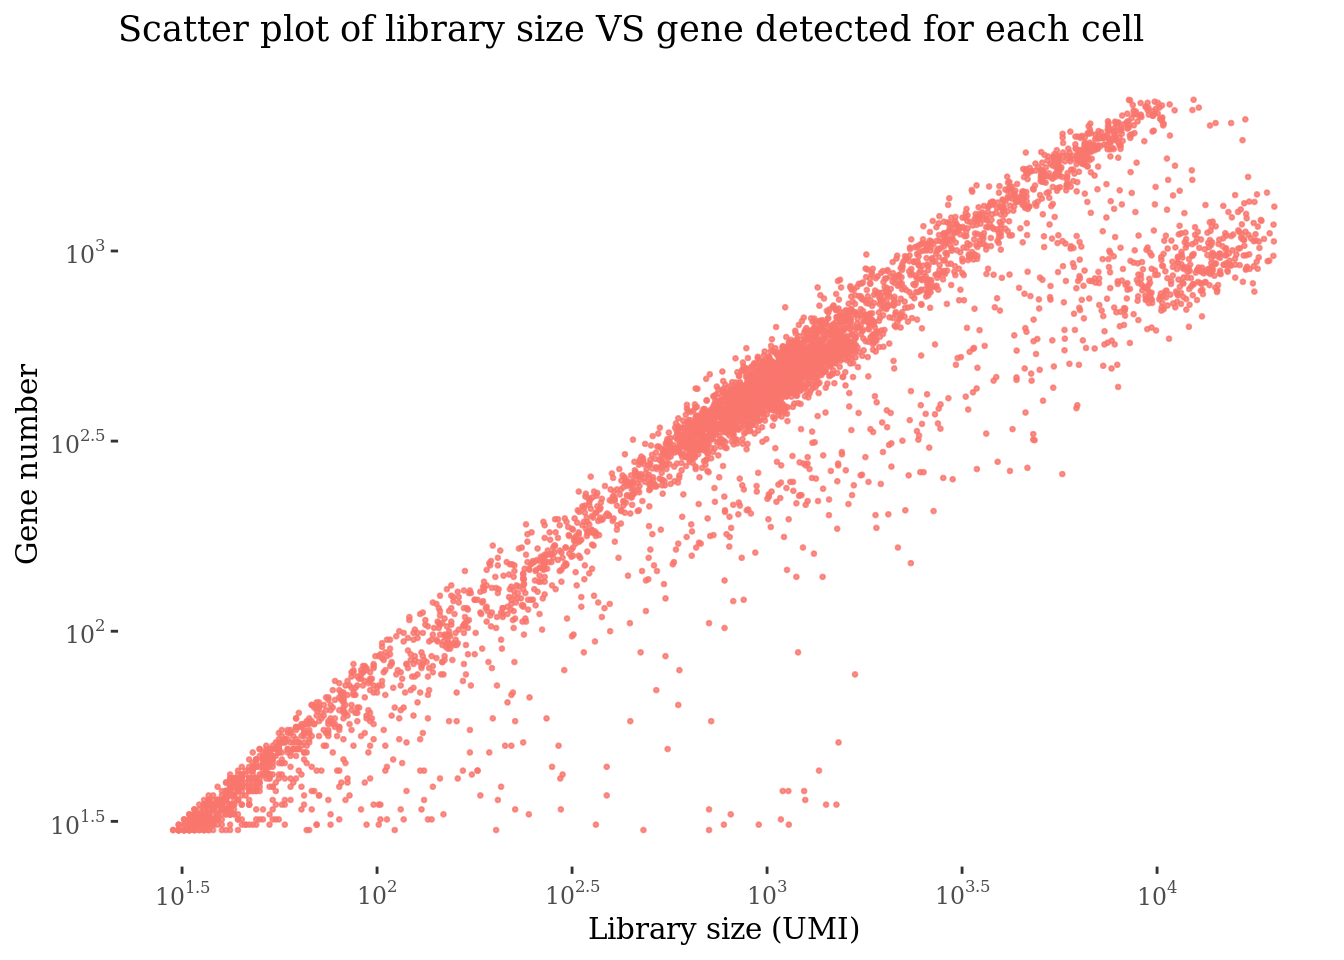 Scatter plot of library size VS gene detected for each cell
Gene number
10^3
10^2.5
10^2
10^1.5
10^1.5 10^2 10^2.5 10^3 10^3.5 10^4
Library size (UMI)